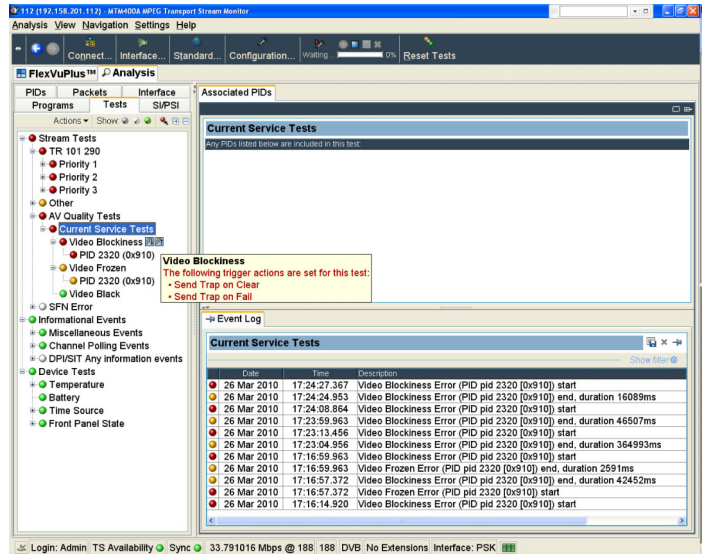 112 (192.158.201.112) - MTM400A MPEG Transport Stream Monitor
Analysis View Navigation Settings Help
Connect... Interface... Standard... Configuration... Waiting... 0% Reset Tests
FlexVuPlus™ Analysis
PIDs Packets Interface
Programs Tests SI/PSI
Actions Show:
Stream Tests
TR 101 290
Priority 1
Priority 2
Priority 3
Other
AV Quality Tests
Current Service Tests
Video Blockiness
PID 2320 (0x910)
Video Frozen
PID 2320 (0x910)
Video Black
SFN Error
Informational Events
Miscellaneous Events
Channel Polling Events
DPI/SIT Any information events
Device Tests
Temperature
Battery
Time Source
Front Panel State
Video Blockiness
The following trigger actions are set for this test:
• Send Trap on Clear
• Send Trap on Fail
Associated PIDs
Current Service Tests
Any PIDs listed below are included in this test:
Event Log
Current Service Tests
Show filter
Date Time Description
26 Mar 2010 17:24:27.367 Video Blockiness Error (PID pid 2320 [0x910]) start
26 Mar 2010 17:24:24.953 Video Blockiness Error (PID pid 2320 [0x910]) end, duration 16089ms
26 Mar 2010 17:24:08.864 Video Blockiness Error (PID pid 2320 [0x910]) start
26 Mar 2010 17:23:59.963 Video Blockiness Error (PID pid 2320 [0x910]) end, duration 46507ms
26 Mar 2010 17:23:13.456 Video Blockiness Error (PID pid 2320 [0x910]) start
26 Mar 2010 17:23:04.956 Video Blockiness Error (PID pid 2320 [0x910]) end, duration 364993ms
26 Mar 2010 17:16:59.963 Video Blockiness Error (PID pid 2320 [0x910]) start
26 Mar 2010 17:16:59.963 Video Frozen Error (PID pid 2320 [0x910]) end, duration 2591ms
26 Mar 2010 17:16:57.372 Video Blockiness Error (PID pid 2320 [0x910]) end, duration 42452ms
26 Mar 2010 17:16:57.372 Video Frozen Error (PID pid 2320 [0x910]) start
26 Mar 2010 17:16:14.920 Video Blockiness Error (PID pid 2320 [0x910]) start
Login: Admin TS Availability Sync 33.791016 Mbps @ 188 188 DVB No Extensions Interface: PSK